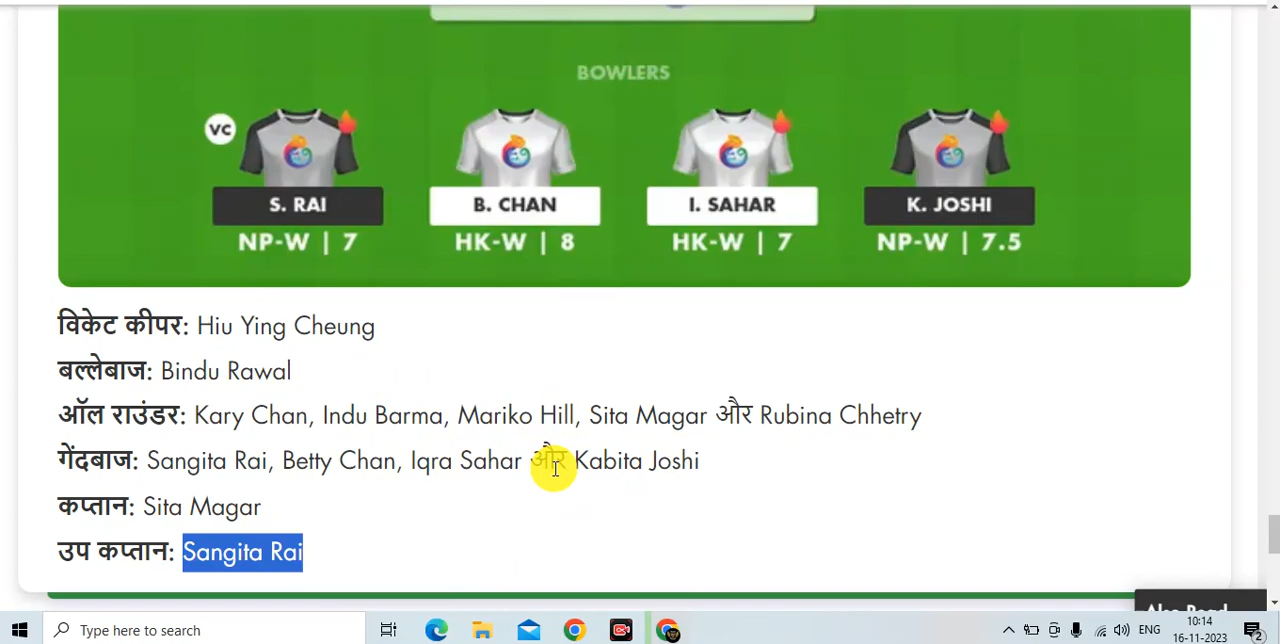 BOWLERS
VC
S. RAI B. CHAN I. SAHAR K. JOSHI
NP-W | 7 HK-W | 8 HK-W | 7 NP-W | 7.5
विकेट कीपर: Hiu Ying Cheung
बल्लेबाज: Bindu Rawal
ऑल राउंडर: Kary Chan, Indu Barma, Mariko Hill, Sita Magar और Rubina Chhetry
गेंदबाज: Sangita Rai, Betty Chan, Iqra Sahar और Kabita Joshi
कप्तान: Sita Magar
उप कप्तान: Sangita Rai
Also Read
Type here to search
ENG
10:14
16-11-2023
2